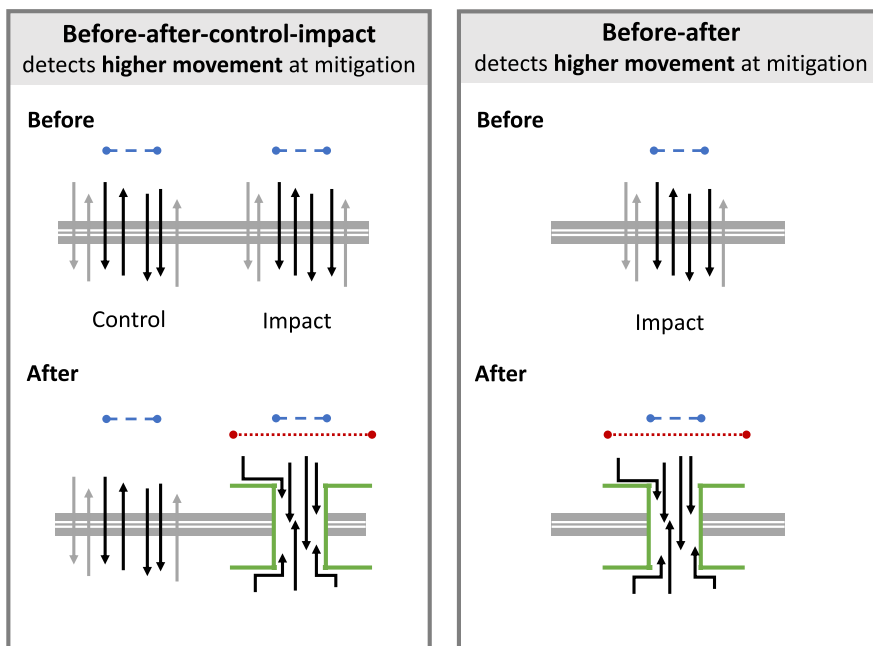 Before-after-control-impact
detects higher movement at mitigation
Before
Control
Impact
After
Before-after
detects higher movement at mitigation
Before
Impact
After